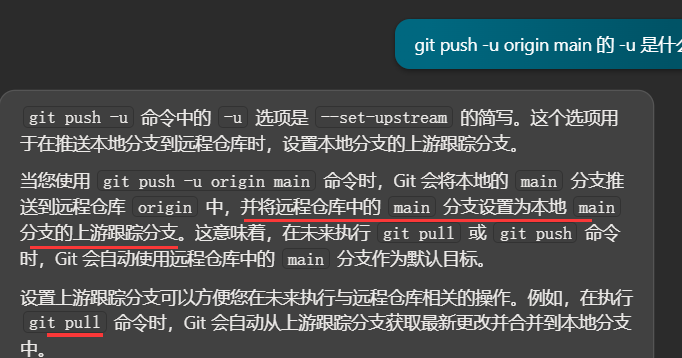 git push -u origin main 的 -u 是什
git push -u 命令中的 -u 选项是 --set-upstream 的简写。这个选项用
于在推送本地分支到远程仓库时，设置本地分支的上游跟踪分支。
当您使用 git push -u origin main 命令时，Git 会将本地的 main 分支推
送到远程仓库 origin 中，并将远程仓库中的 main 分支设置为本地 main
分支的上游跟踪分支。这意味着，在未来执行 git pull 或 git push 命令
时，Git 会自动使用远程仓库中的 main 分支作为默认目标。
设置上游跟踪分支可以方便您在未来执行与远程仓库相关的操作。例如，在执行
git pull 命令时，Git 会自动从上游跟踪分支获取最新更改并合并到本地分支
中。